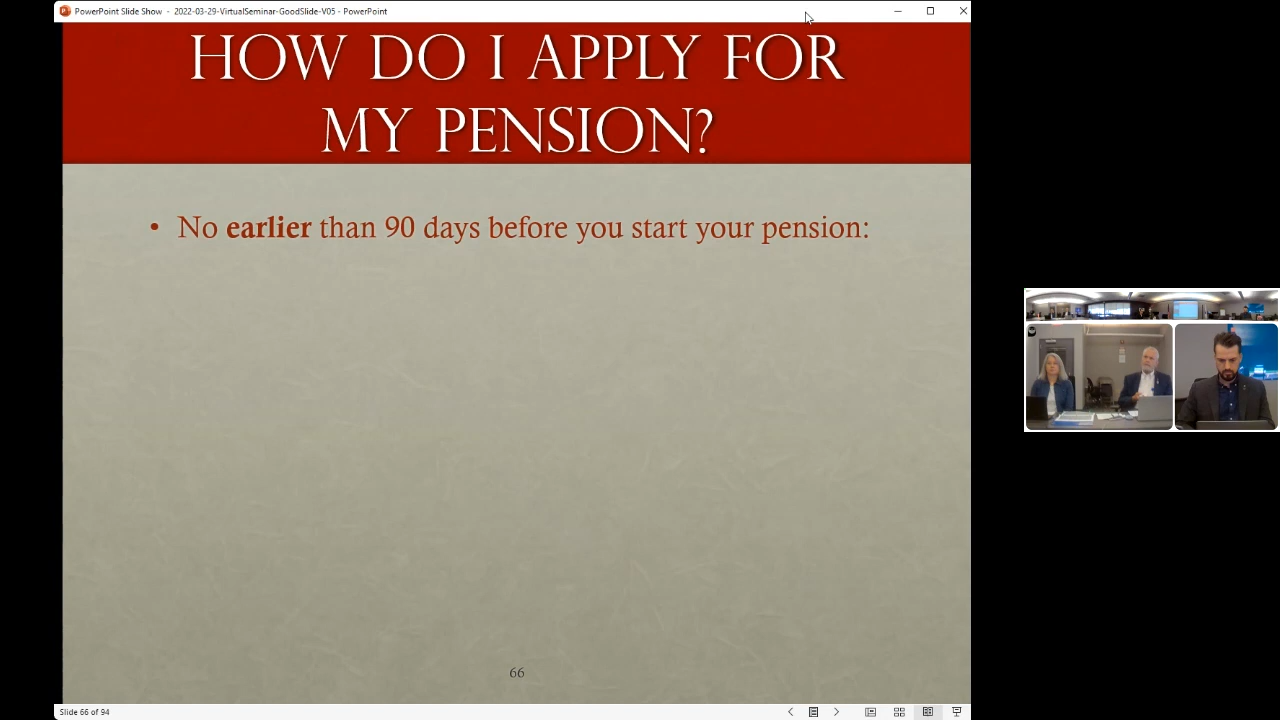 PowerPoint Slide Show - 2022-03-29-VirtualSeminar-GoodSlide-V05 - PowerPoint
HOW DO I APPLY FOR
MY PENSION?
• No earlier than 90 days before you start your pension:
66
Slide 66 of 94